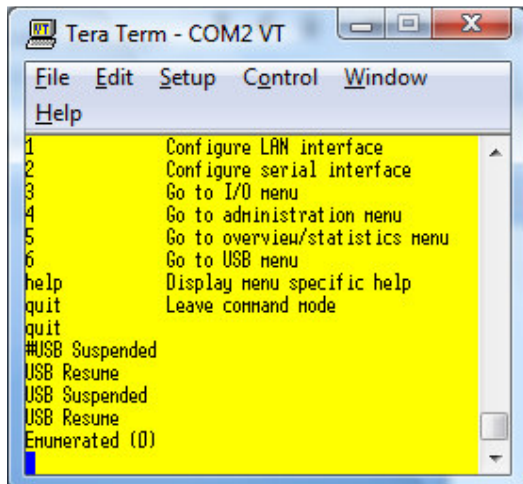 Tera Term - COM2 VT
File Edit Setup Control Window
Help
1 Configure LAN interface
2 Configure serial interface
3 Go to I/O menu
4 Go to administration menu
5 Go to overview/statistics menu
6 Go to USB menu
help Display menu specific help
quit Leave command mode
quit
#USB Suspended
USB Resume
USB Suspended
USB Resume
Enumerated (0)